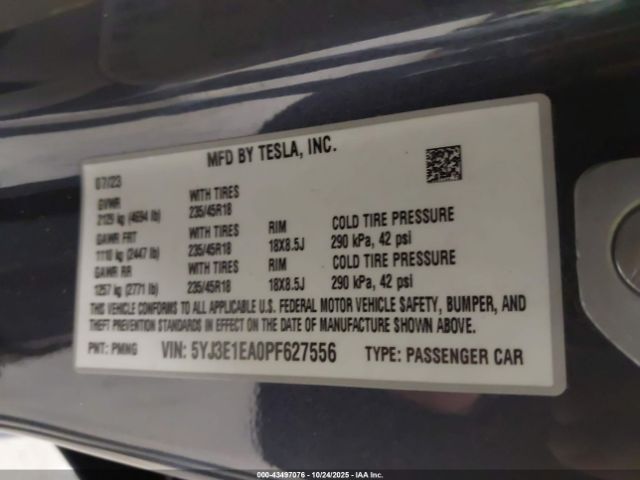 MFD BY TESLA, INC.
07/23
GVWR WITH TIRES
2129 kg (4694 lb) 235/45R18 RIM COLD TIRE PRESSURE
GAWR FRT WITH TIRES 18X8.5J 290 kPa, 42 psi
1110 kg (2447 lb) 235/45R18
GAWR RR WITH TIRES RIM COLD TIRE PRESSURE
1257 kg (2771 lb) 235/45R18 18X8.5J 290 kPa, 42 psi
THIS VEHICLE CONFORMS TO ALL APPLICABLE U.S. FEDERAL MOTOR VEHICLE SAFETY, BUMPER, AND
THEFT PREVENTION STANDARDS IN EFFECT ON THE DATE OF MANUFACTURE SHOWN ABOVE.
PNT: PMNG VIN: 5YJ3E1EA0PF627556 TYPE: PASSENGER CAR
000-43497076 - 10/24/2025 - IAA Inc.